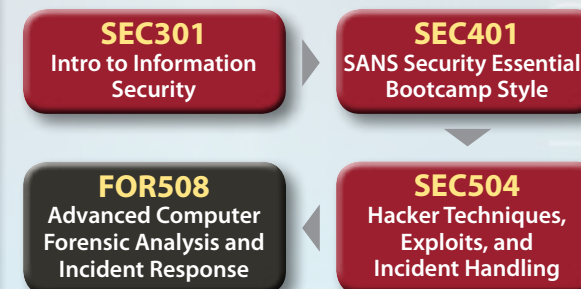 SEC301
Intro to Information
Security
SEC401
SANS Security Essential
Bootcamp Style
SEC504
Hacker Techniques,
Exploits, and
Incident Handling
FOR508
Advanced Computer
Forensic Analysis and
Incident Response